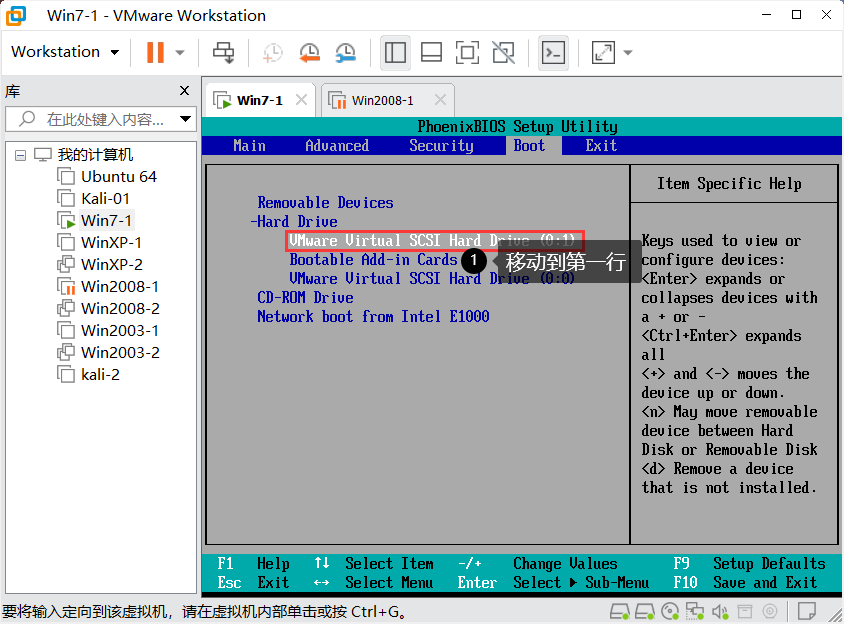 Win7-1 - VMware Workstation
Workstation
库
在此处键入内容...
我的计算机
Ubuntu 64
Kali-01
Win7-1
WinXP-1
WinXP-2
Win2008-1
Win2008-2
Win2003-1
Win2003-2
kali-2
Win7-1
Win2008-1
PhoenixBIOS Setup Utility
Main Advanced Security Boot Exit
Removable Devices
-Hard Drive
VMware Virtual SCSI Hard Drive (0:1)
Bootable Add-in Cards
1 移动到第一行
VMware Virtual SCSI Hard Drive (0:0)
CD-ROM Drive
Network boot from Intel E1000
Item Specific Help
Keys used to view or
configure devices:
<Enter> expands or
collapses devices with
a + or -
<Ctrl+Enter> expands
all
<+> and <-> moves the
device up or down.
<n> May move removable
device between Hard
Disk or Removable Disk
<d> Remove a device
that is not installed.
F1 Help ↑↓ Select Item -/+ Change Values F9 Setup Defaults
Esc Exit ↔ Select Menu Enter Select ▶ Sub-Menu F10 Save and Exit
要将输入定向到该虚拟机，请在虚拟机内部单击或按 Ctrl+G。